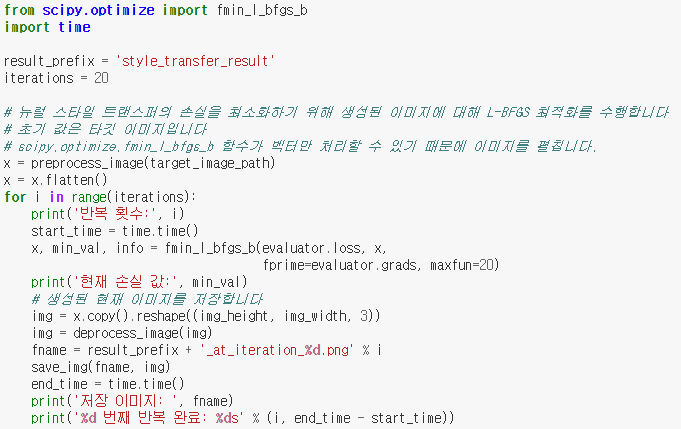 from scipy.optimize import fmin_l_bfgs_b
import time

result_prefix = 'style_transfer_result'
iterations = 20

# 뉴럴 스타일 트랜스퍼의 손실을 최소화하기 위해 생성된 이미지에 대해 L-BFGS 최적화를 수행합니다
# 초기 값은 타깃 이미지입니다
# scipy.optimize.fmin_l_bfgs_b 함수가 벡터만 처리할 수 있기 때문에 이미지를 펼칩니다.
x = preprocess_image(target_image_path)
x = x.flatten()
for i in range(iterations):
    print('반복 횟수:', i)
    start_time = time.time()
    x, min_val, info = fmin_l_bfgs_b(evaluator.loss, x,
                                     fprime=evaluator.grads, maxfun=20)
    print('현재 손실 값:', min_val)
    # 생성된 현재 이미지를 저장합니다
    img = x.copy().reshape((img_height, img_width, 3))
    img = deprocess_image(img)
    fname = result_prefix + '_at_iteration_%d.png' % i
    save_img(fname, img)
    end_time = time.time()
    print('저장 이미지: ', fname)
    print('%d 번째 반복 완료: %ds' % (i, end_time - start_time))